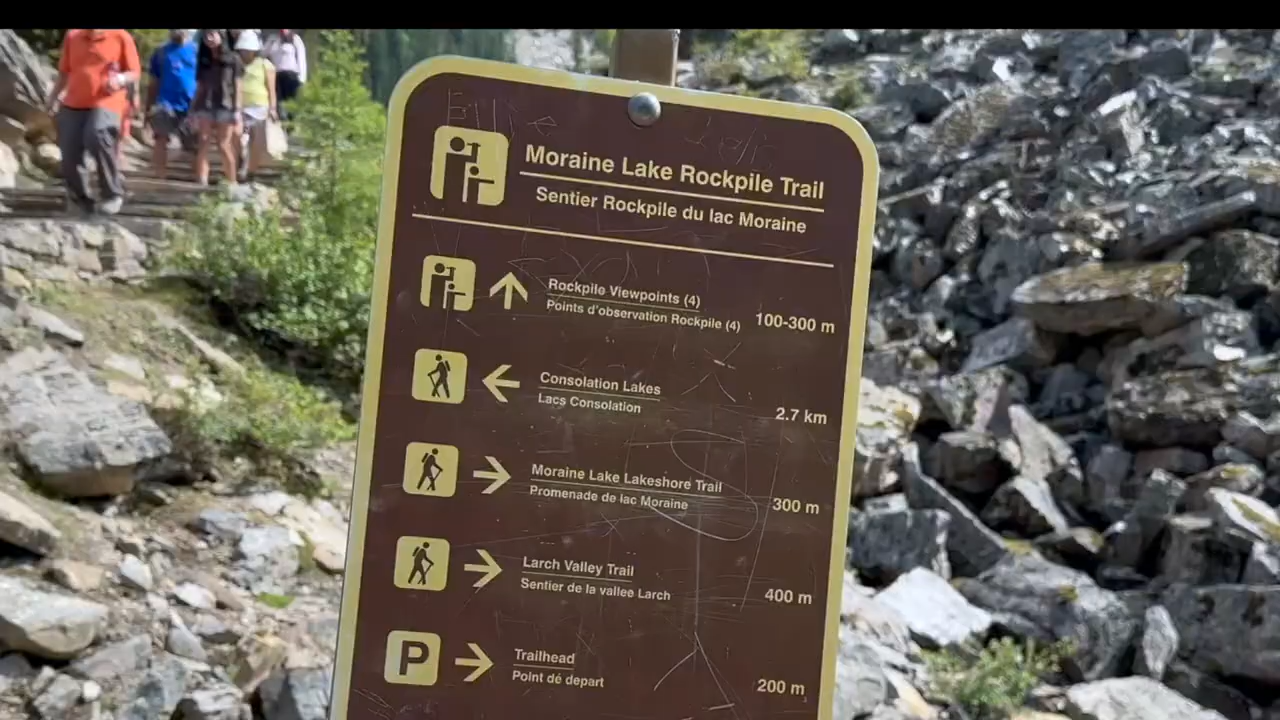 Moraine Lake Rockpile Trail
Sentier Rockpile du lac Moraine
Rockpile Viewpoints (4)
Points d'observation Rockpile (4)
100-300 m
Consolation Lakes
Lacs Consolation
2.7 km
Moraine Lake Lakeshore Trail
Promenade de lac Moraine
300 m
Larch Valley Trail
Sentier de la vallee Larch
400 m
P
Trailhead
Point de depart
200 m